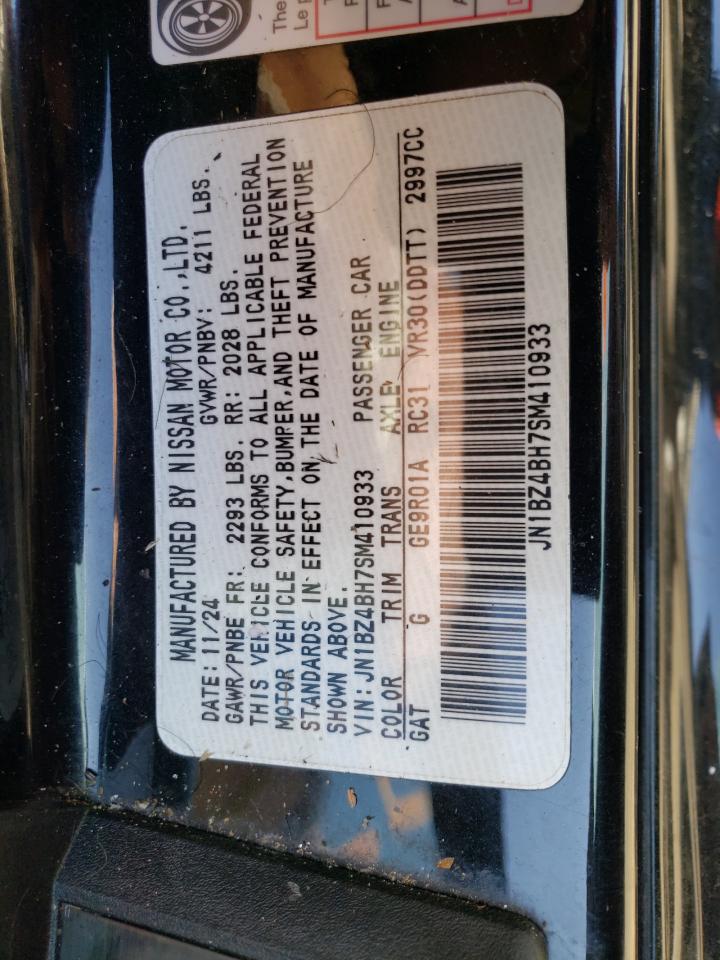 The
Le p
MANUFACTURED BY NISSAN MOTOR CO.,LTD.
DATE: 11/24 GVWR/PNBV: 4211 LBS.
GAWR/PNBE FR: 2293 LBS. RR: 2028 LBS.
THIS VEHICLE CONFORMS TO ALL APPLICABLE FEDERAL
MOTOR VEHICLE SAFETY,BUMPER,AND THEFT PREVENTION
STANDARDS IN EFFECT ON THE DATE OF MANUFACTURE
SHOWN ABOVE.
VIN:JN1BZ4BH7SM410933 PASSENGER CAR
COLOR TRIM TRANS AXLE ENGINE
GAT G GE9R01A RC31 VR30(DDTT) 2997CC
JN1BZ4BH7SM410933